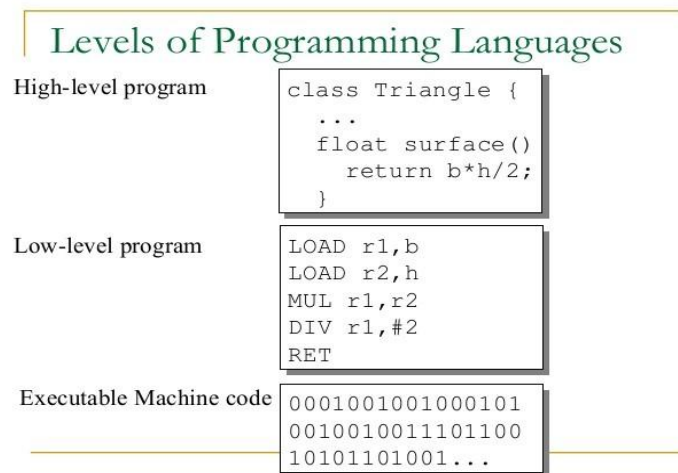 Levels of Programming Languages
High-level program
class Triangle {
...
float surface()
return b*h/2;
}
Low-level program
LOAD r1,b
LOAD r2,h
MUL r1,r2
DIV r1,#2
RET
Executable Machine code
0001001001000101
0010010011101100
10101101001...